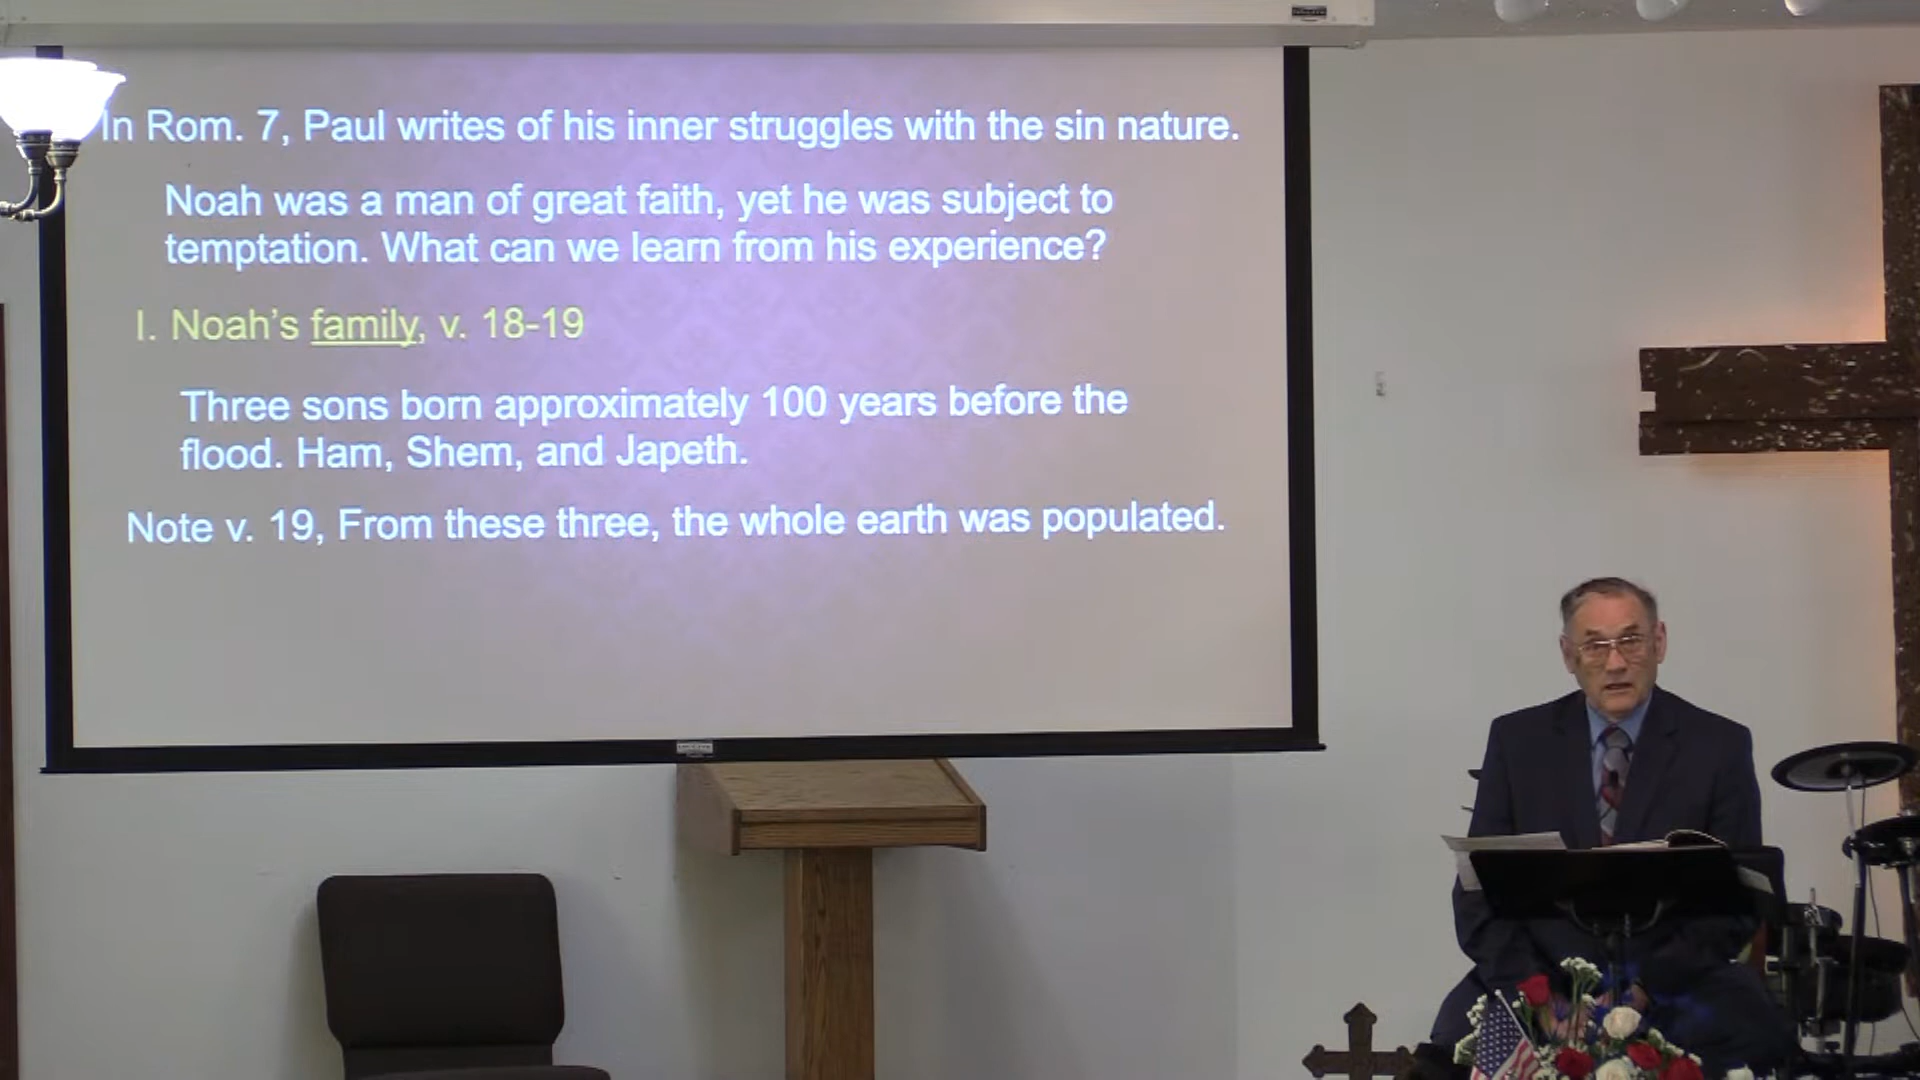 In Rom. 7, Paul writes of his inner struggles with the sin nature.
Noah was a man of great faith, yet he was subject to
temptation. What can we learn from his experience?
I. Noah's family, v. 18-19
Three sons born approximately 100 years before the
flood. Ham, Shem, and Japeth.
Note v. 19, From these three, the whole earth was populated.